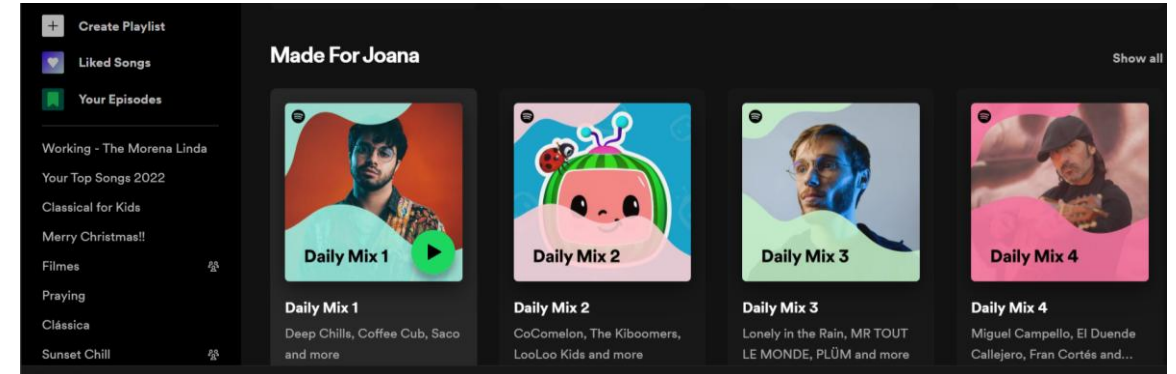 Create Playlist
Liked Songs
Your Episodes
Working - The Morena Linda
Your Top Songs 2022
Classical for Kids
Merry Christmas!!
Filmes
Praying
Clássica
Sunset Chill
Made For Joana
Show all
Daily Mix 1
Daily Mix 1
Deep Chills, Coffee Cub, Saco
and more
Daily Mix 2
Daily Mix 2
CoComelon, The Kiboomers,
LooLoo Kids and more
Daily Mix 3
Daily Mix 3
Lonely in the Rain, MR TOUT
LE MONDE, PLÜM and more
Daily Mix 4
Daily Mix 4
Miguel Campello, El Duende
Callejero, Fran Cortés and...